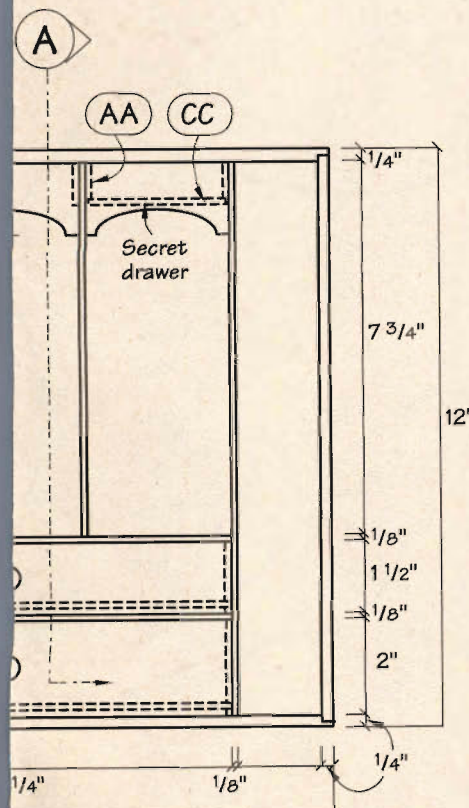 A
AA CC
Secret
drawer
1/4"
7 3/4"
12"
1/8"
1 1/2"
1/8"
2"
1/4"
1/4" 1/8"